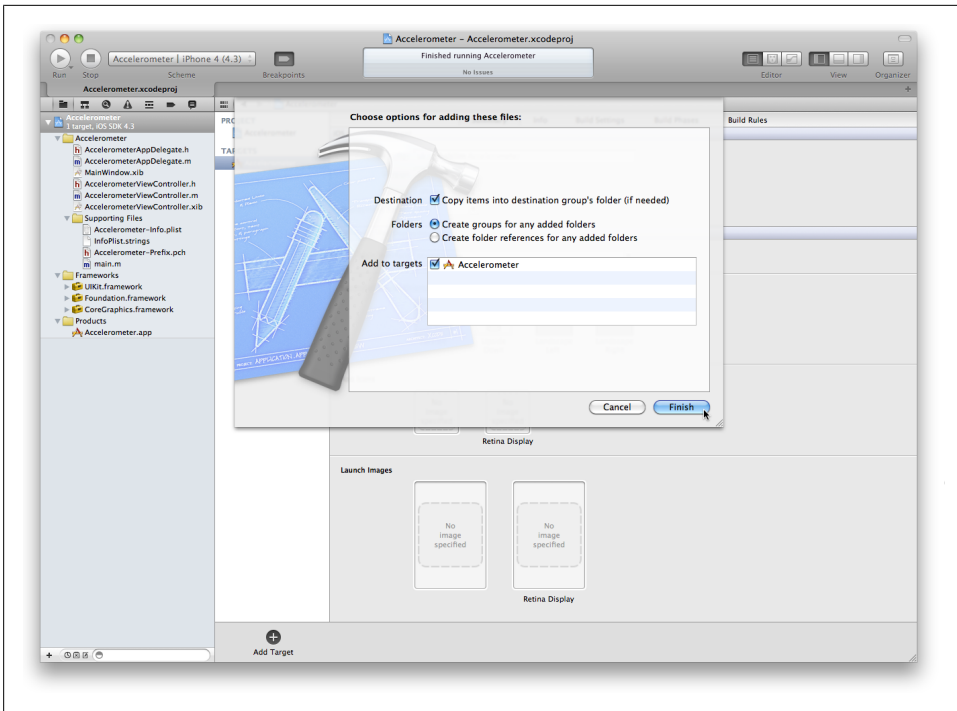 Accelerometer – Accelerometer.xcodeproj
Accelerometer | iPhone 4 (4.3)
Finished running Accelerometer
No Issues
Run Stop Scheme Breakpoints Editor View Organizer
Accelerometer.xcodeproj
+
Accelerometer
1 target, iOS SDK 4.3
Accelerometer
h AccelerometerAppDelegate.h
m AccelerometerAppDelegate.m
MainWindow.xib
h AccelerometerViewController.h
m AccelerometerViewController.m
AccelerometerViewController.xib
Supporting Files
Accelerometer-Info.plist
InfoPlist.strings
h Accelerometer-Prefix.pch
m main.m
Frameworks
UIKit.framework
Foundation.framework
CoreGraphics.framework
Products
Accelerometer.app
Build Rules
Choose options for adding these files:
Destination Copy items into destination group's folder (if needed)
Folders Create groups for any added folders
Create folder references for any added folders
Add to targets Accelerometer
Cancel Finish
Retina Display
Launch Images
No image specified
No image specified
Retina Display
Add Target
+